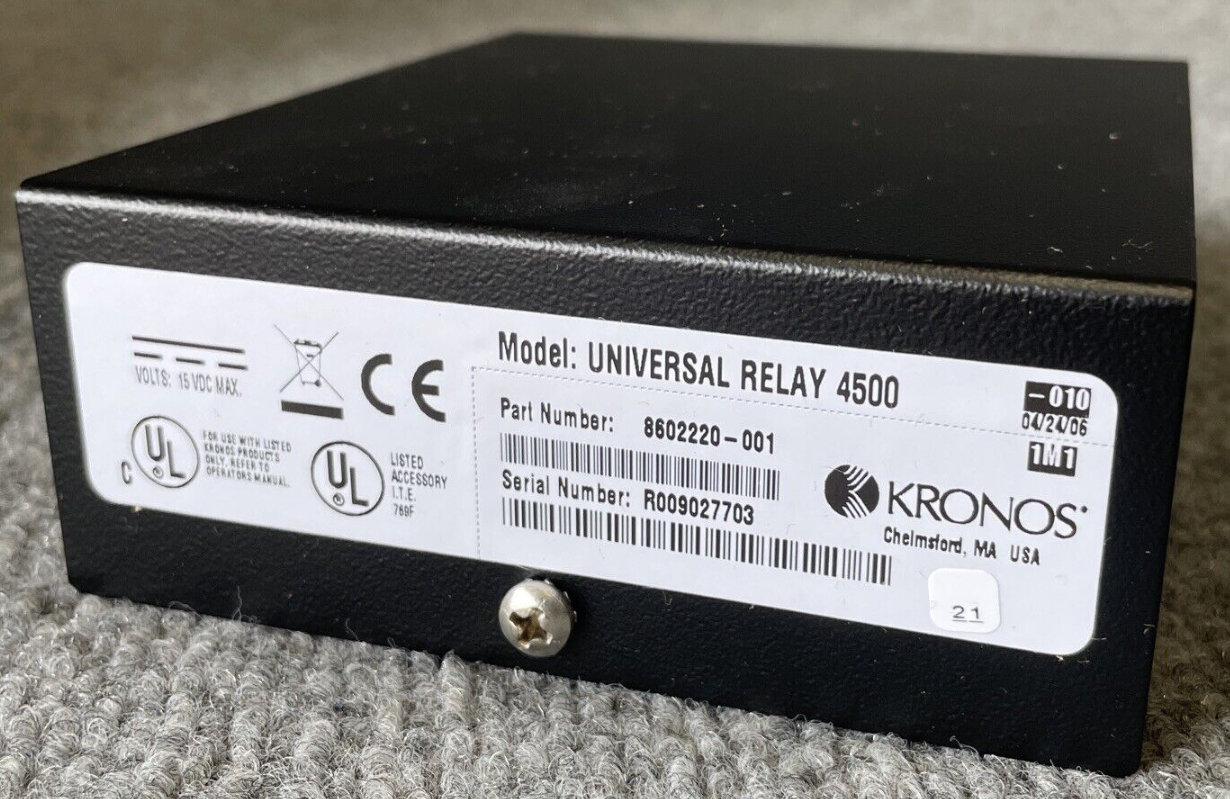 VOLTS: 15 VDC MAX.
CE
C UL
FOR USE WITH LISTED
KRONOS PRODUCTS
ONLY. REFER TO
OPERATORS MANUAL.
UL
LISTED
ACCESSORY
I.T.E.
769F
Model: UNIVERSAL RELAY 4500
Part Number: 8602220-001
Serial Number: R009027703
-010
04/24/06
1M1
KRONOS
Chelmsford, MA USA
21